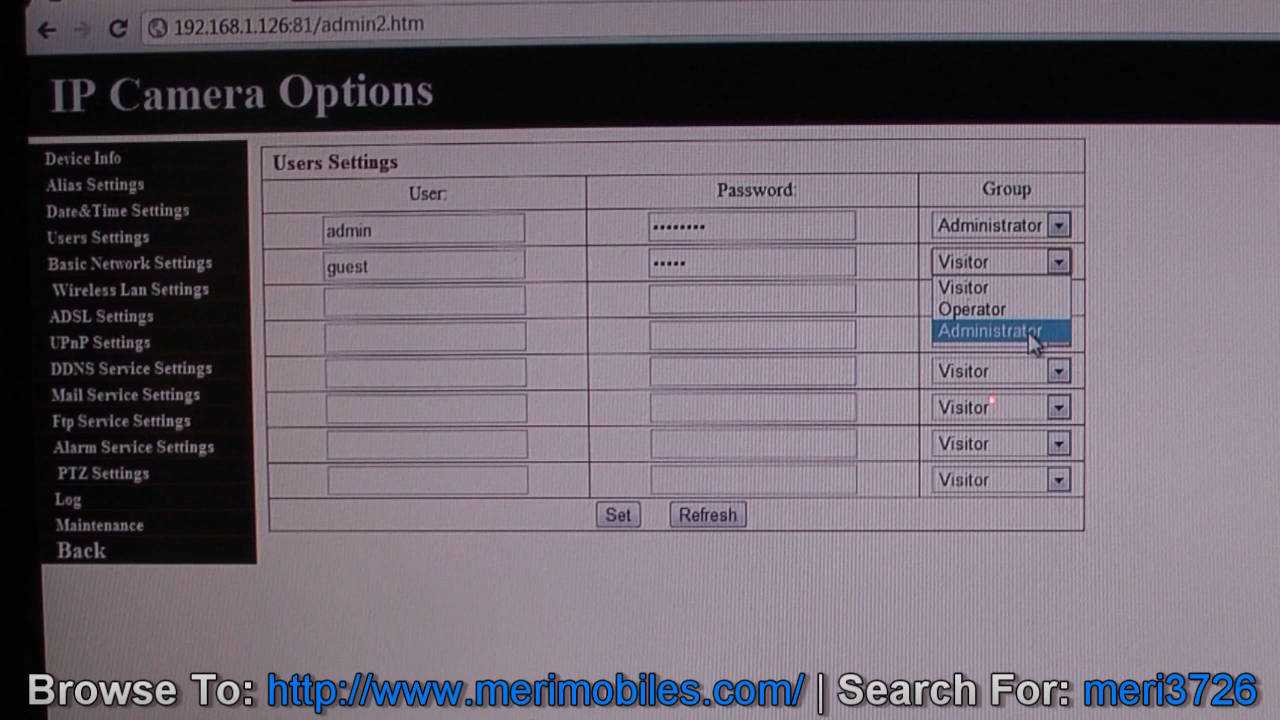 192.168.1.126:81/admin2.htm
IP Camera Options
Device Info
Alias Settings
Date&Time Settings
Users Settings
Basic Network Settings
Wireless Lan Settings
ADSL Settings
UPnP Settings
DDNS Service Settings
Mail Service Settings
Ftp Service Settings
Alarm Service Settings
PTZ Settings
Log
Maintenance
Back
Users Settings
User: Password: Group
admin •••••••• Administrator
guest ••••• Visitor
Visitor
Operator
Administrator
Visitor
Visitor
Visitor
Visitor
Set Refresh
Browse To: http://www.merimobiles.com/ | Search For: meri3726